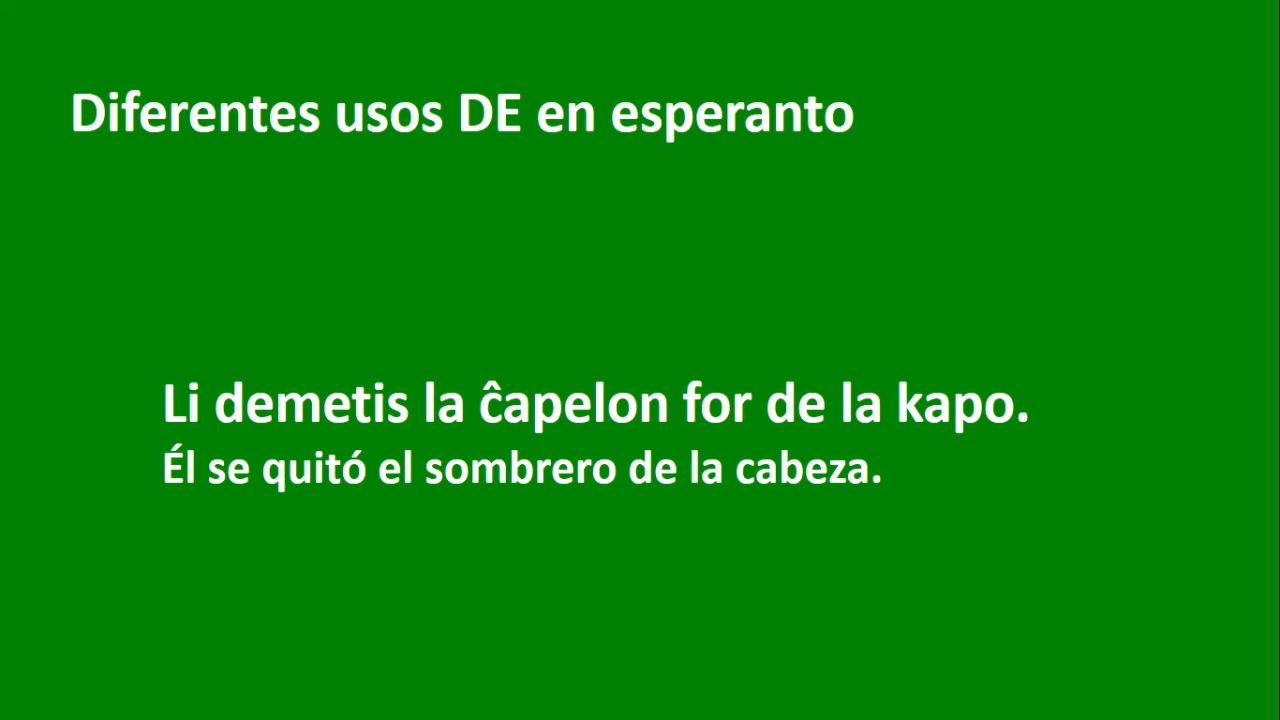 Diferentes usos DE en esperanto
Li demetis la ĉapelon for de la kapo.
Él se quitó el sombrero de la cabeza.